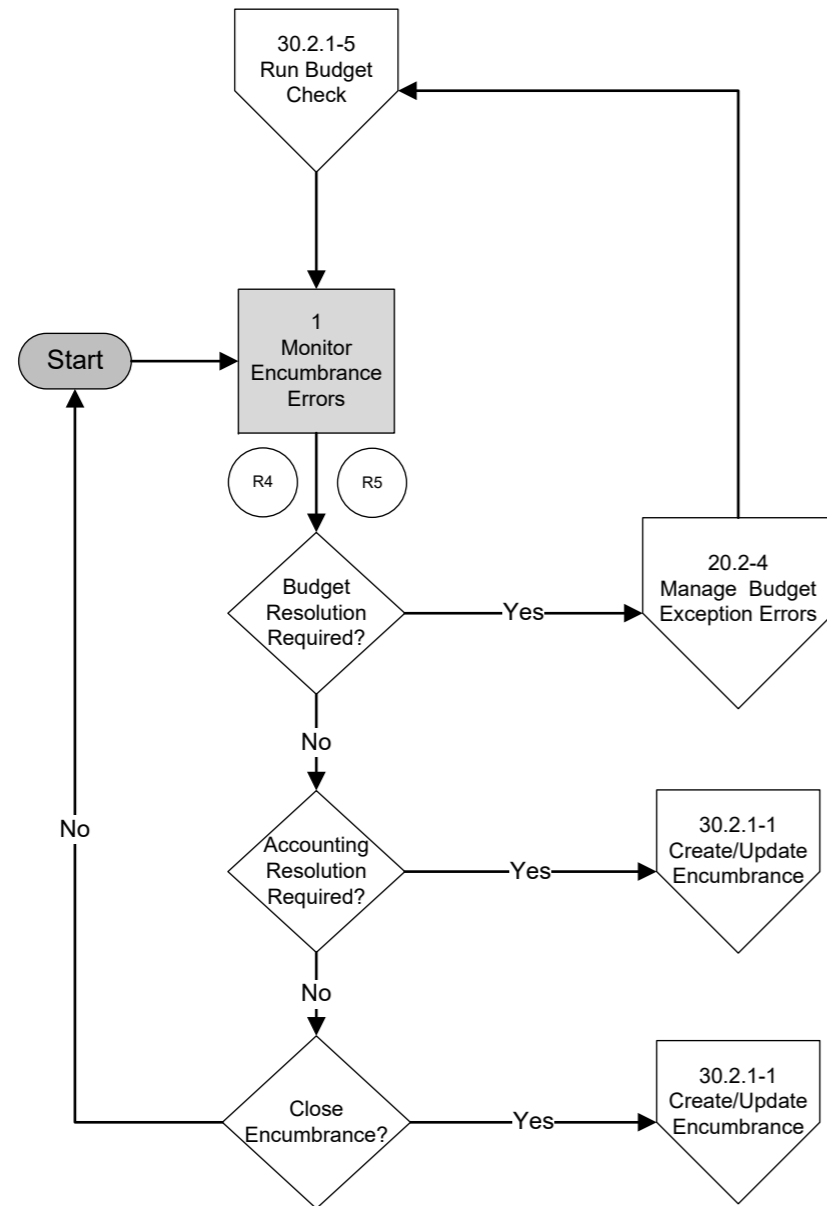 30.2.1-5
Run Budget
Check
Start
1
Monitor
Encumbrance
Errors
R4
R5
Budget
Resolution
Required?
Yes
20.2-4
Manage Budget
Exception Errors
No
Accounting
Resolution
Required?
Yes
30.2.1-1
Create/Update
Encumbrance
No
No
Close
Encumbrance?
Yes
30.2.1-1
Create/Update
Encumbrance